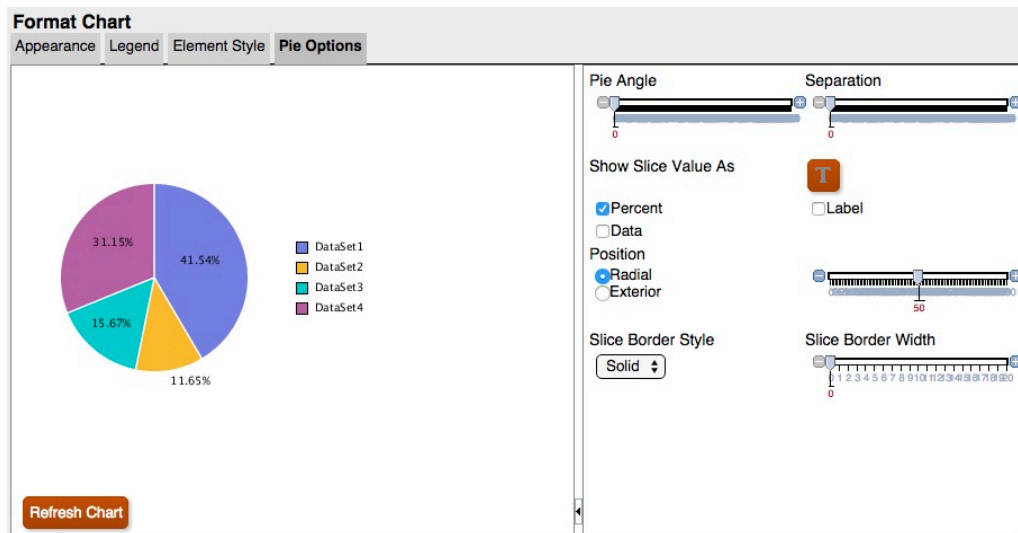 Format Chart
Appearance Legend Element Style Pie Options
Pie Angle Separation
0 0
Show Slice Value As T
Percent Label
Data
Position
Radial
Exterior
50
Slice Border Style Slice Border Width
Solid
0 1 2 3 4 5 6 7 8 9 10 11 12 13 14 15 16 17 18 19 20
0
31.15%
41.54%
15.67%
11.65%
DataSet1
DataSet2
DataSet3
DataSet4
Refresh Chart